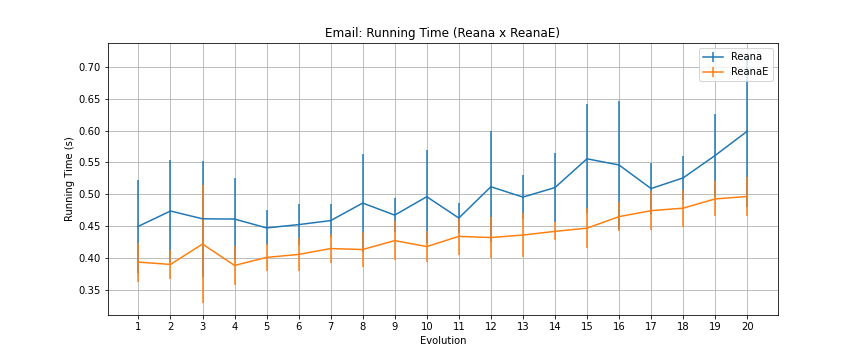 Email: Running Time (Reana x ReanaE)
Reana
ReanaE
Running Time (s)
0.70
0.65
0.60
0.55
0.50
0.45
0.40
0.35
1 2 3 4 5 6 7 8 9 10 11 12 13 14 15 16 17 18 19 20
Evolution